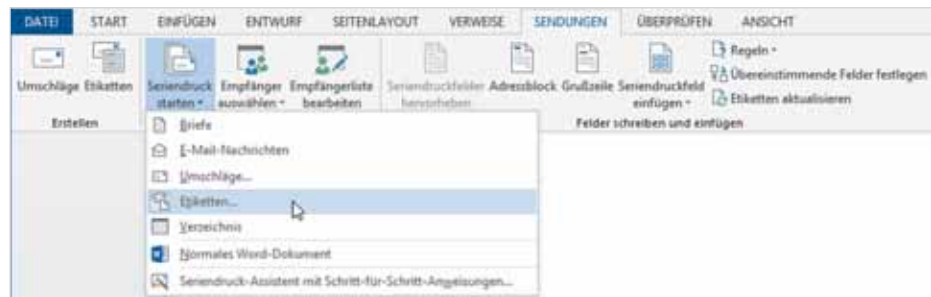 DATEI START EINFÜGEN ENTWURF SEITENLAYOUT VERWEISE SENDUNGEN ÜBERPRÜFEN ANSICHT
Umschläge Etiketten
Seriendruck starten
Empfänger auswählen
Empfängerliste bearbeiten
Seriendruckfelder hervorheben
Adressblock Grußzeile
Seriendruckfeld einfügen
Regeln
Übereinstimmende Felder festlegen
Etiketten aktualisieren
Erstellen
Felder schreiben und einfügen
Briefe
E-Mail-Nachrichten
Umschläge...
Etiketten...
Verzeichnis
Normales Word-Dokument
Seriendruck-Assistent mit Schritt-für-Schritt-Anweisungen...